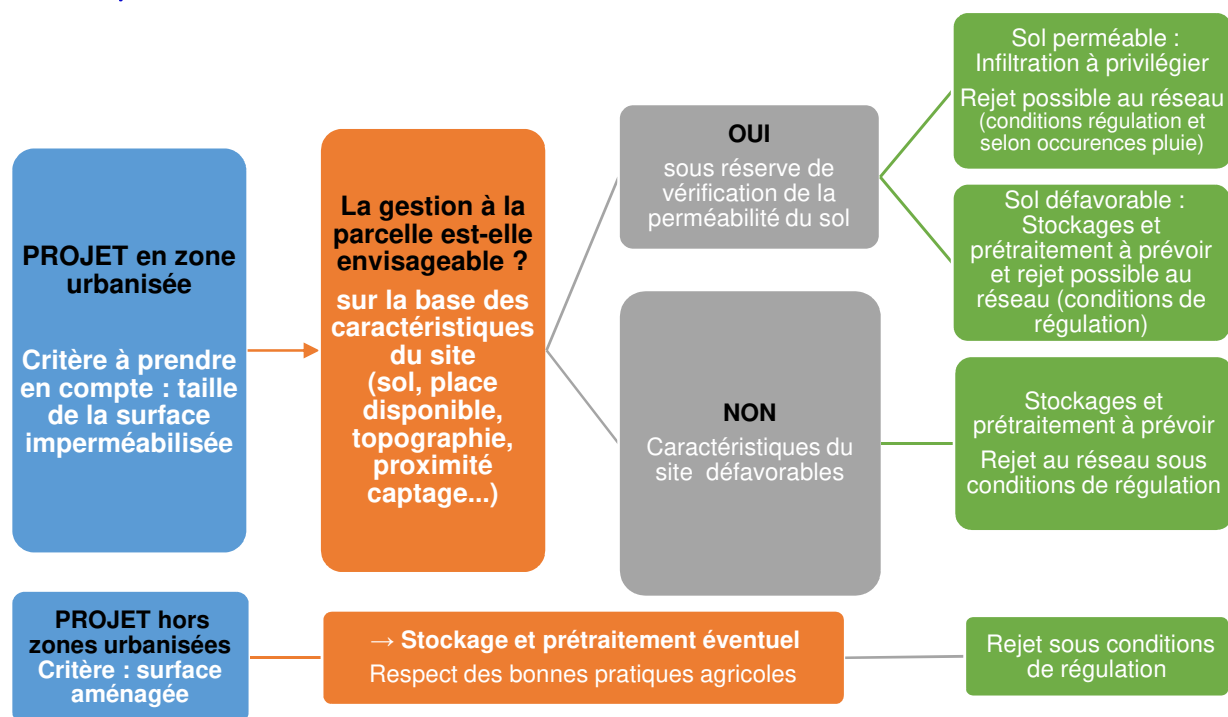 PROJET en zone
urbanisée
Critère à prendre
en compte : taille
de la surface
imperméabilisée
La gestion à la
parcelle est-elle
envisageable ?
sur la base des
caractéristiques
du site
(sol, place
disponible,
topographie,
proximité
captage...)
OUI
sous réserve de
vérification de la
perméabilité du sol
NON
Caractéristiques du
site défavorables
Sol perméable :
Infiltration à privilégier
Rejet possible au réseau
(conditions régulation et
selon occurences pluie)
Sol défavorable :
Stockages et
prétraitement à prévoir
et rejet possible au
réseau (conditions de
régulation)
Stockages et
prétraitement à prévoir
Rejet au réseau sous
conditions de régulation
PROJET hors
zones urbanisées
Critère : surface
aménagée
→ Stockage et prétraitement éventuel
Respect des bonnes pratiques agricoles
Rejet sous conditions
de régulation